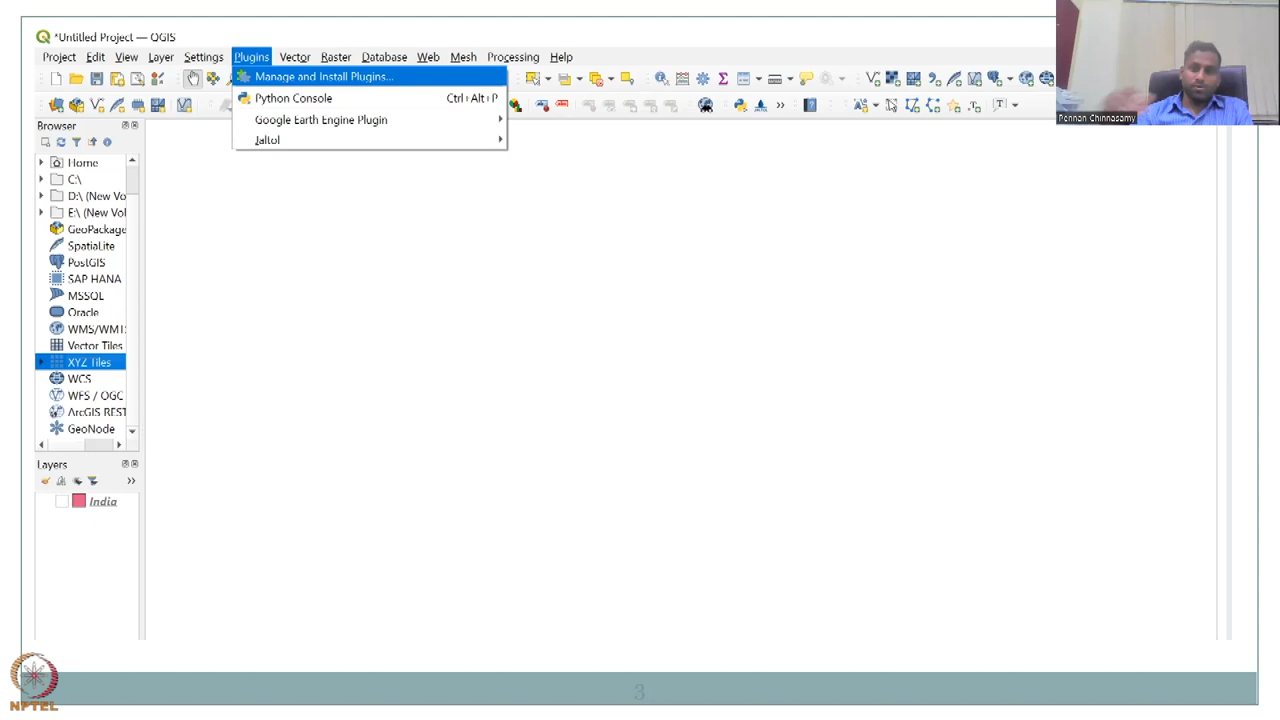 *Untitled Project — QGIS
Project Edit View Layer Settings Plugins Vector Raster Database Web Mesh Processing Help
Manage and Install Plugins...
Python Console Ctrl+Alt+P
Google Earth Engine Plugin
Jaltol
Pennan Chinnasamy
Browser
Home
C:\
D:\ (New Vo
E:\ (New Vol
GeoPackage
SpatiaLite
PostGIS
SAP HANA
MSSQL
Oracle
WMS/WMT
Vector Tiles
XYZ Tiles
WCS
WFS / OGC
ArcGIS REST
GeoNode
Layers
India
3
NPTEL